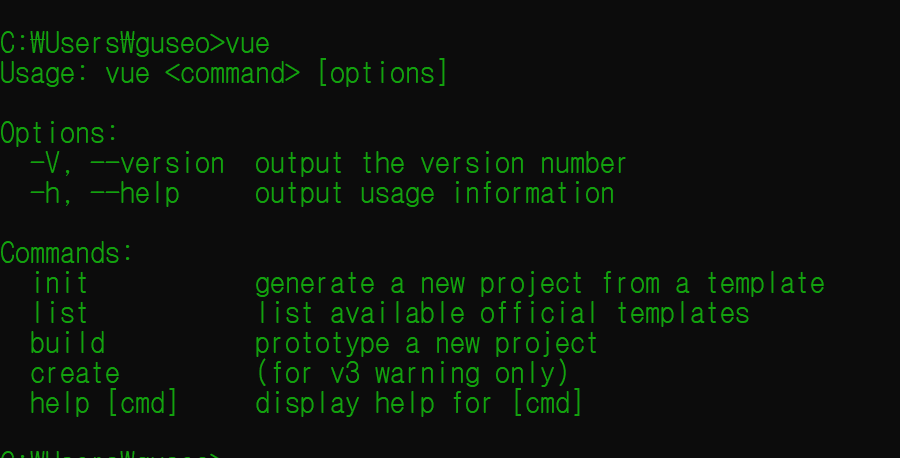 C:₩Users₩guseo>vue
Usage: vue <command> [options]
Options:
-V, --version output the version number
-h, --help output usage information
Commands:
init generate a new project from a template
list list available official templates
build prototype a new project
create (for v3 warning only)
help [cmd] display help for [cmd]
C:₩Users₩guseo>